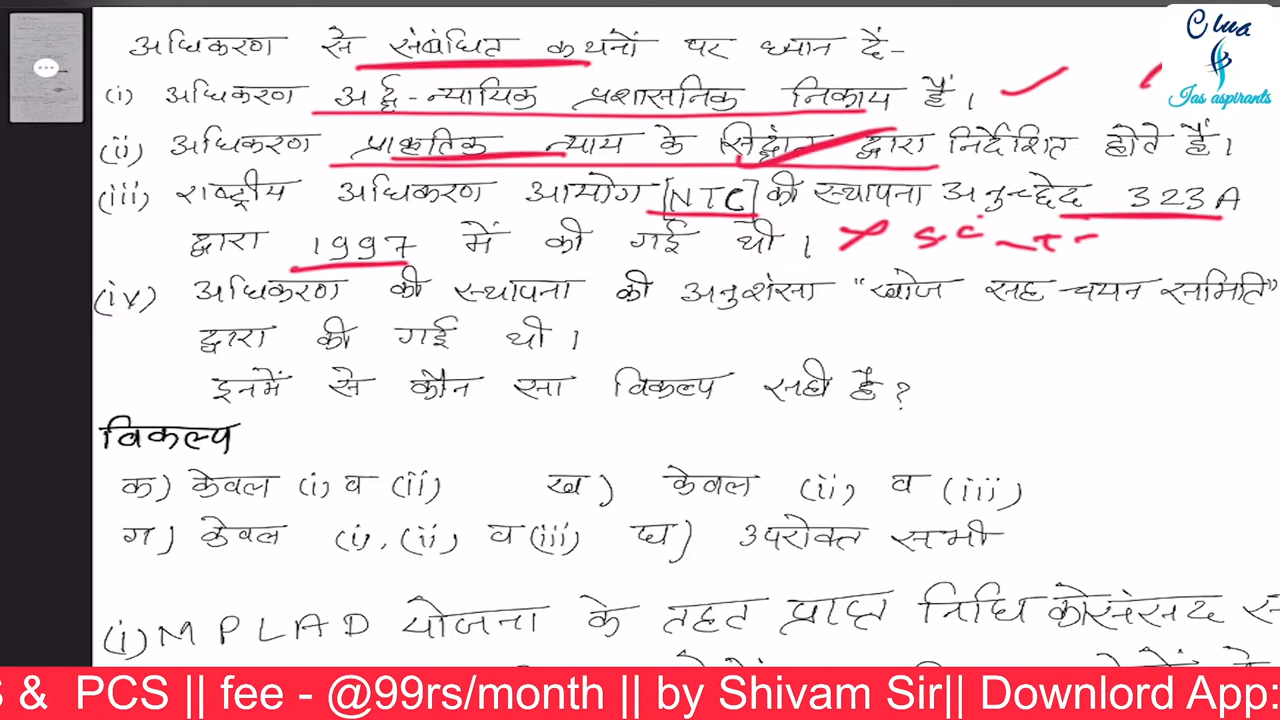 Clwa
Ias aspirants
अधिकरण से संबंधित कथनों पर ध्यान दें-
(i) अधिकरण अर्द्ध-न्यायिक प्रशासनिक निकाय हैं।
(ii) अधिकरण प्राकृतिक न्याय के सिद्धांत द्वारा निर्देशित होते हैं।
(iii) राष्ट्रीय अधिकरण आयोग [NTC] की स्थापना अनुच्छेद 323A
द्वारा 1997 में की गई थी।
(iv) अधिकरण की स्थापना की अनुशंसा "खोज सह-चयन समिति"
द्वारा की गई थी।
इनमें से कौन सा विकल्प सही है?
विकल्प
क) केवल (i) व (ii) ख) केवल (ii) व (iii)
ग) केवल (i), (ii) व (iii) घ) उपरोक्त सभी
(i) MPLAD योजना के तहत प्राप्त निधि को संसद
S & PCS || fee - @99rs/month || by Shivam Sir|| Downlord App: